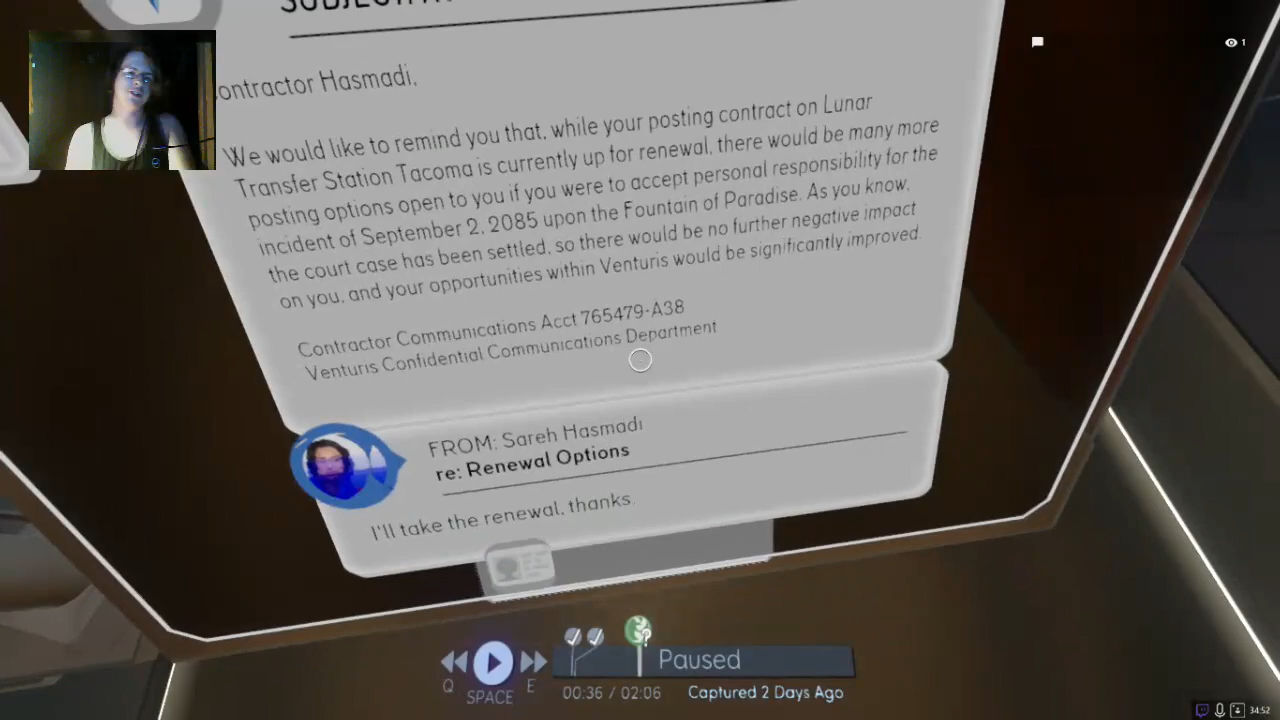 Contractor Hasmadi,
We would like to remind you that, while your posting contract on Lunar
Transfer Station Tacoma is currently up for renewal, there would be many more
posting options open to you if you were to accept personal responsibility for the
incident of September 2, 2085 upon the Fountain of Paradise. As you know,
the court case has been settled, so there would be no further negative impact
on you, and your opportunities within Venturis would be significantly improved.
Contractor Communications Acct 765479-A38
Venturis Confidential Communications Department
FROM: Sareh Hasmadi
re: Renewal Options
I'll take the renewal, thanks.
Paused
Q SPACE E
00:36 / 02:06 Captured 2 Days Ago
1
34:52